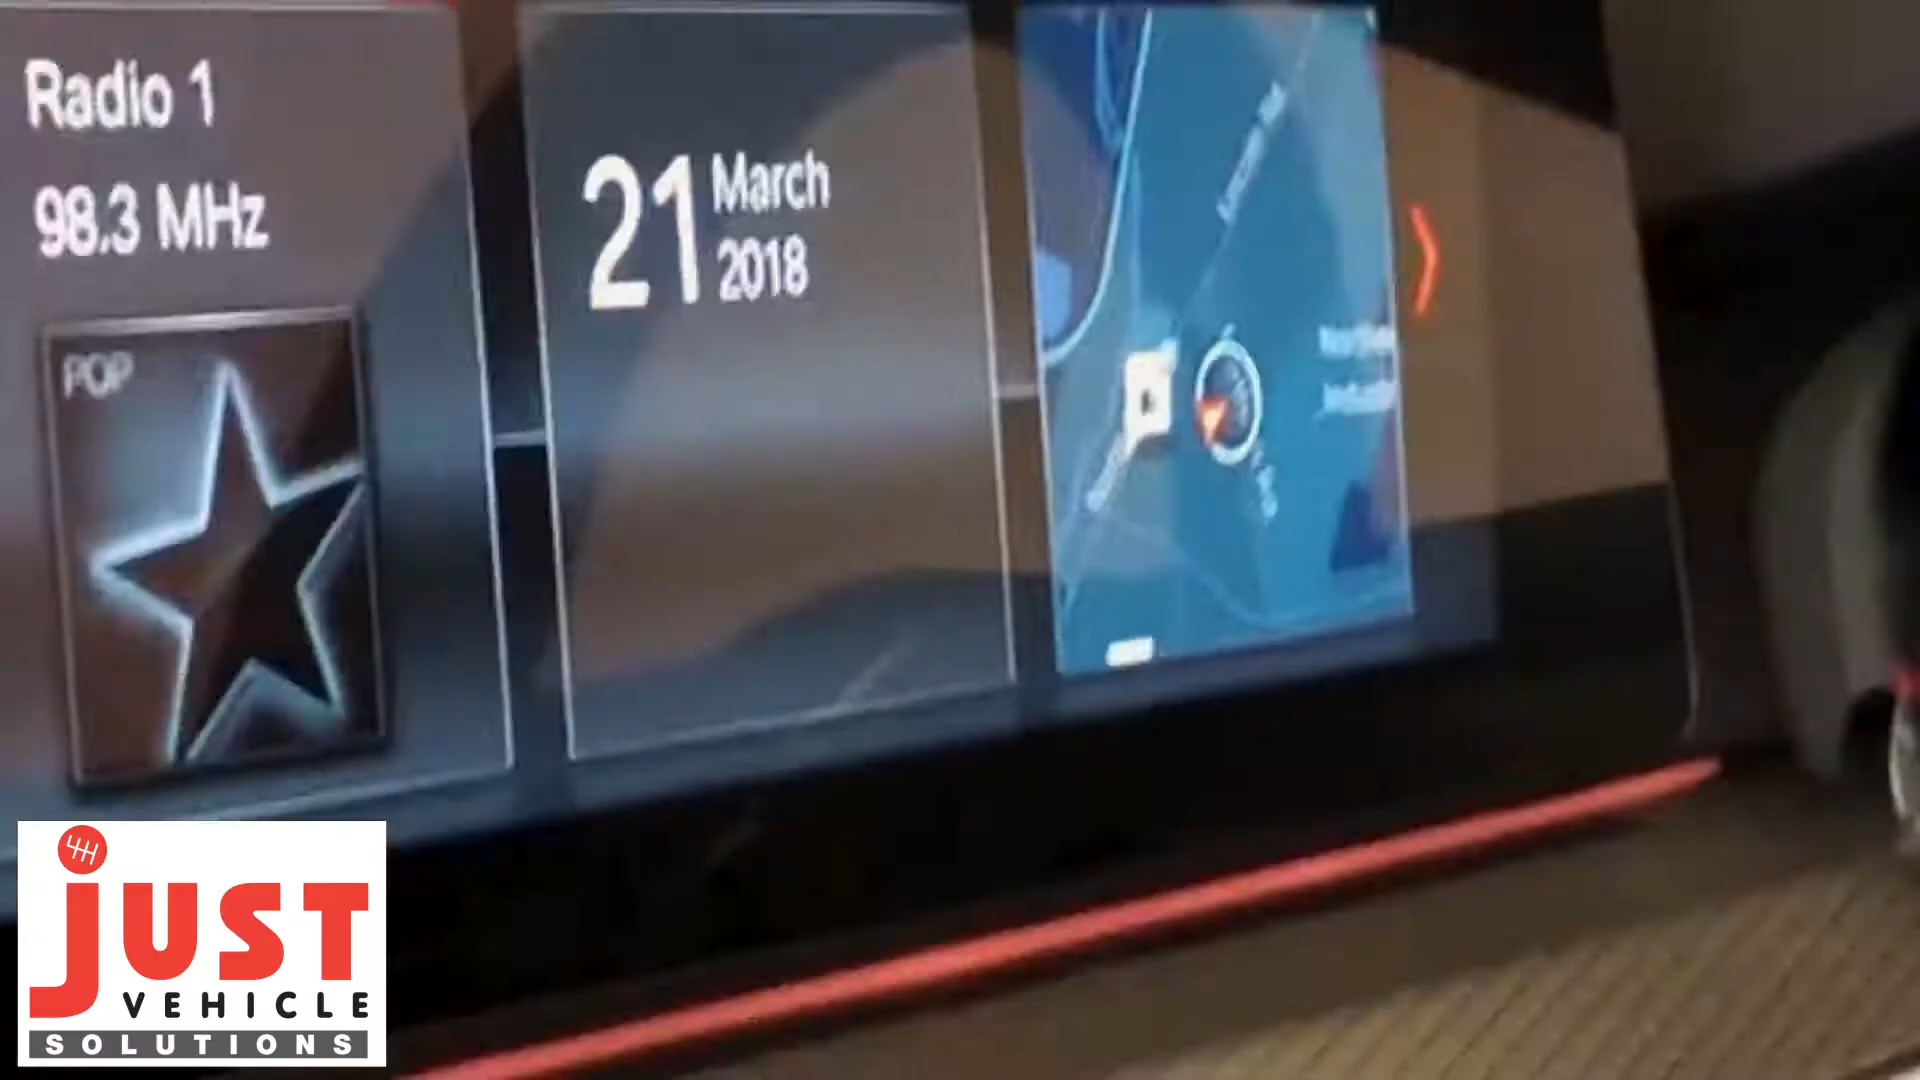 Radio 1
98.3 MHz
POP
21 March
2018
JUST
VEHICLE
SOLUTIONS